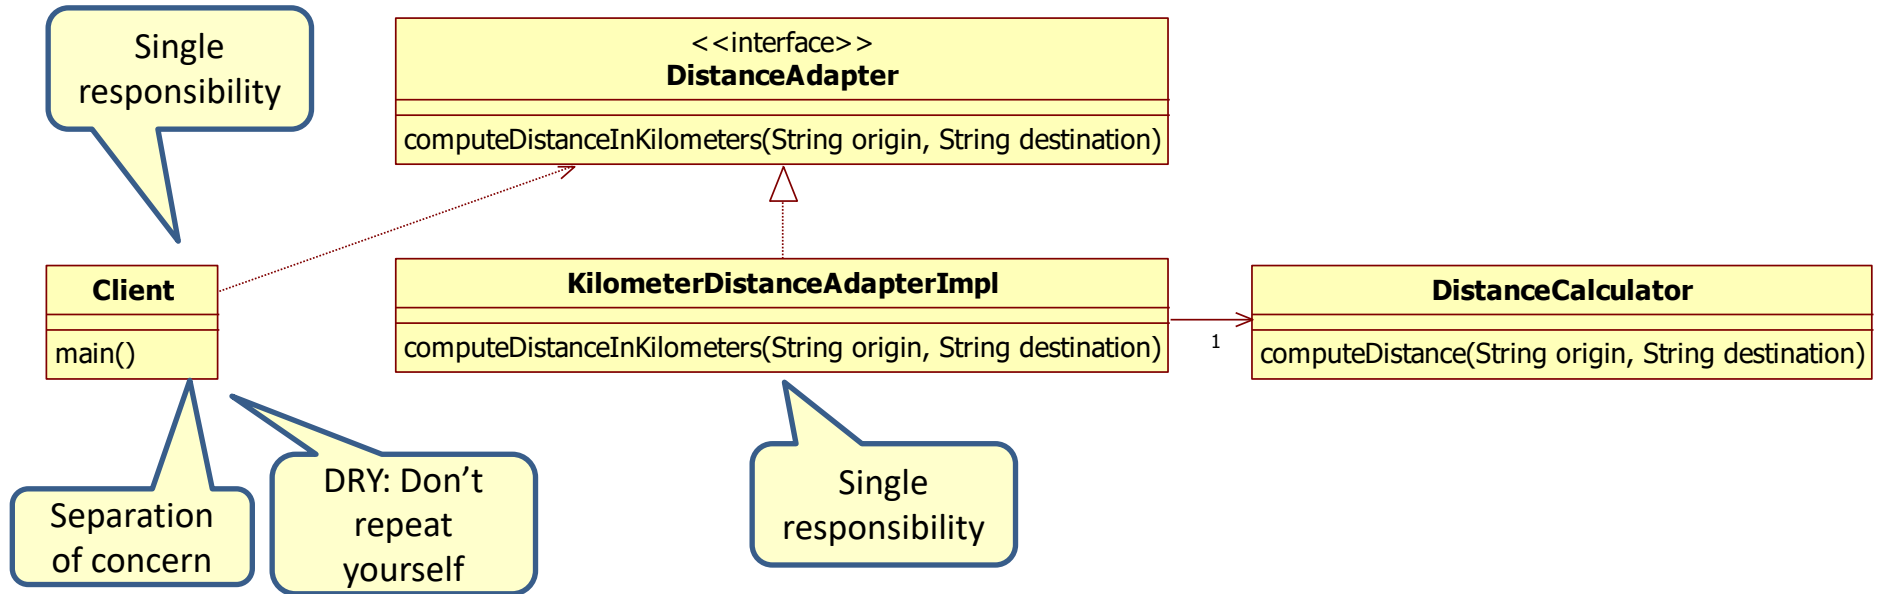 Single
responsibility
<<interface>>
DistanceAdapter
computeDistanceInKilometers(String origin, String destination)
Client
main()
KilometerDistanceAdapterImpl
computeDistanceInKilometers(String origin, String destination)
1
DistanceCalculator
computeDistance(String origin, String destination)
Separation
of concern
DRY: Don’t
repeat
yourself
Single
responsibility